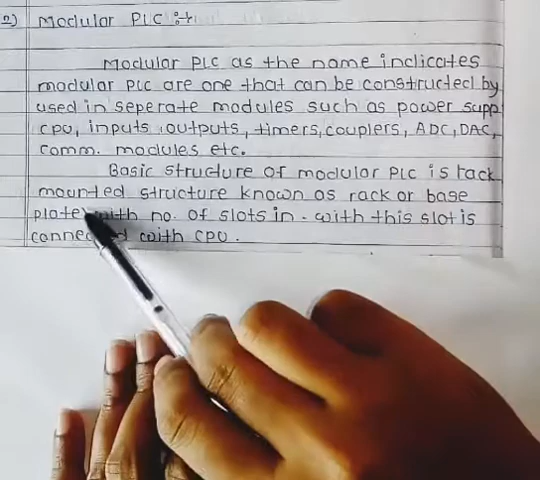 2) Modular PLC :-
Modular PLC as the name indicates
modular PLC are one that can be constructed by
used in seperate modules such as power supp
CPU, inputs, outputs, timers, couplers, ADC, DAC,
comm. modules etc.
Basic structure of modular PLC is rack
mounted structure known as rack or base
plate with no. of slots in. with this slot is
connected with CPU.